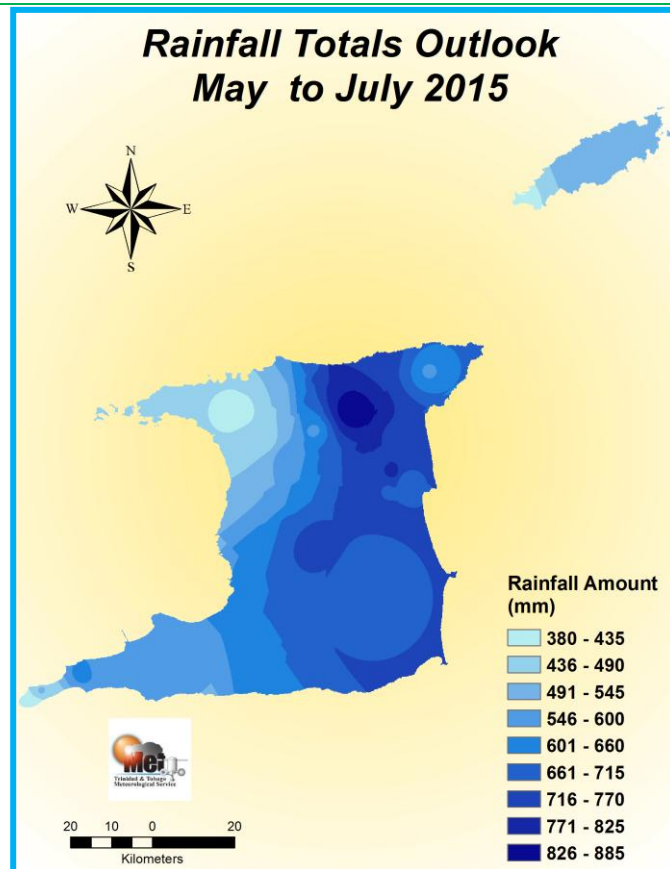 Rainfall Totals Outlook
May to July 2015
N
W E
S
Rainfall Amount
(mm)
380 - 435
436 - 490
491 - 545
546 - 600
601 - 660
661 - 715
716 - 770
771 - 825
826 - 885
Met
Trinidad & Tobago
Meteorological Service
20 10 0 20
Kilometers